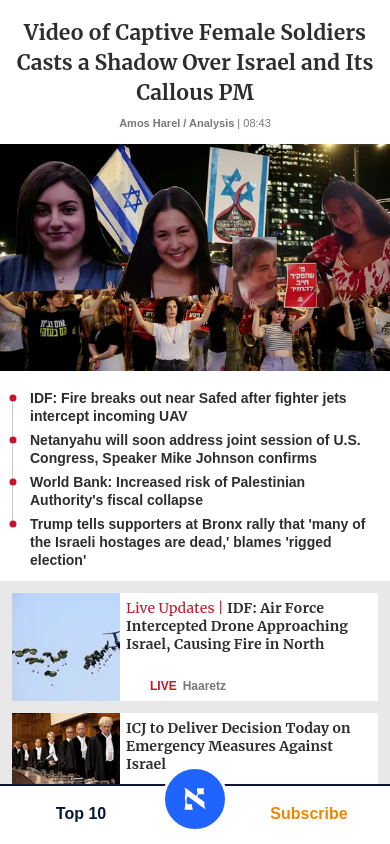 Video of Captive Female Soldiers
Casts a Shadow Over Israel and Its
Callous PM
Amos Harel / Analysis | 08:43
IDF: Fire breaks out near Safed after fighter jets
intercept incoming UAV
Netanyahu will soon address joint session of U.S.
Congress, Speaker Mike Johnson confirms
World Bank: Increased risk of Palestinian
Authority's fiscal collapse
Trump tells supporters at Bronx rally that 'many of
the Israeli hostages are dead,' blames 'rigged
election'
Live Updates | IDF: Air Force
Intercepted Drone Approaching
Israel, Causing Fire in North
LIVE Haaretz
ICJ to Deliver Decision Today on
Emergency Measures Against
Israel
Top 10
Subscribe